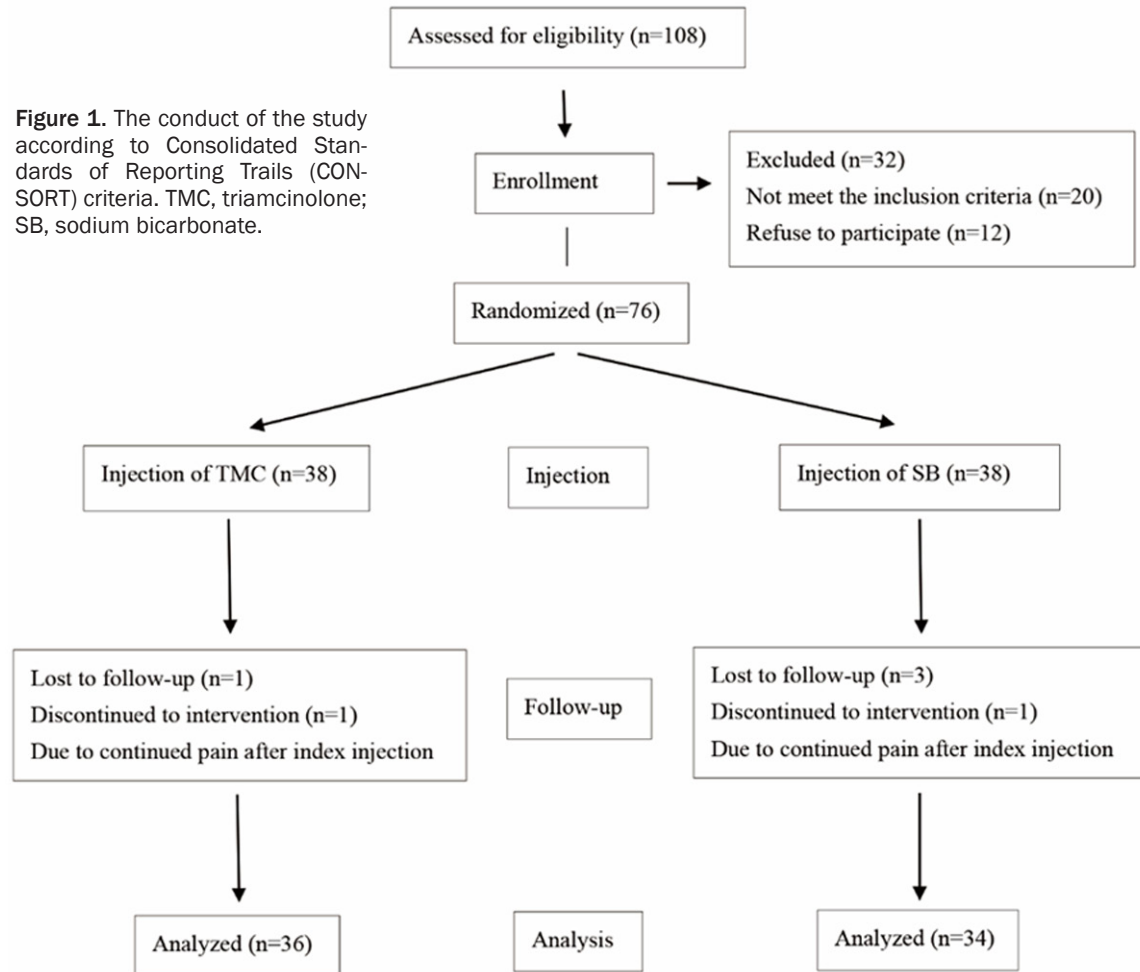 Assessed for eligibility (n=108)
Figure 1. The conduct of the study
according to Consolidated Stan-
dards of Reporting Trails (CON-
SORT) criteria. TMC, triamcinolone;
SB, sodium bicarbonate.
Enrollment
Excluded (n=32)
Not meet the inclusion criteria (n=20)
Refuse to participate (n=12)
Randomized (n=76)
Injection of TMC (n=38)
Injection
Injection of SB (n=38)
Lost to follow-up (n=1)
Discontinued to intervention (n=1)
Due to continued pain after index injection
Follow-up
Lost to follow-up (n=3)
Discontinued to intervention (n=1)
Due to continued pain after index injection
Analyzed (n=36)
Analysis
Analyzed (n=34)